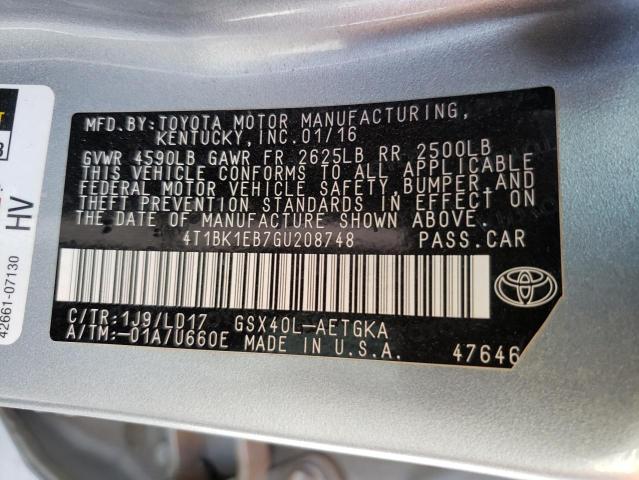 MFD.BY:TOYOTA MOTOR MANUFACTURING,
KENTUCKY,INC.01/16
GVWR 4590LB GAWR FR 2625LB RR 2500LB
THIS VEHICLE CONFORMS TO ALL APPLICABLE
FEDERAL MOTOR VEHICLE SAFETY,BUMPER,AND
THEFT PREVENTION STANDARDS IN EFFECT ON
THE DATE OF MANUFACTURE SHOWN ABOVE.
4T1BK1EB7GU208748 PASS.CAR
C/TR:1J9/LD17 GSX40L-AETGKA
A/TM:-01A/U660E MADE IN U.S.A. 47646
TOYOTA
HV
42661-07130